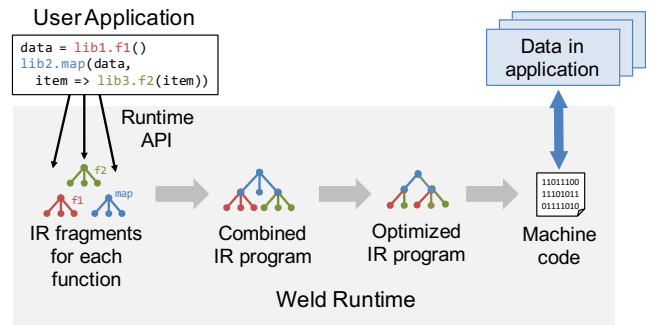 User Application
data = lib1.f1()
lib2.map(data,
item => lib3.f2(item))
Data in
application
Runtime
API
f2
f1
map
11011100
11101011
01111010
IR fragments
for each
function
Combined
IR program
Optimized
IR program
Machine
code
Weld Runtime